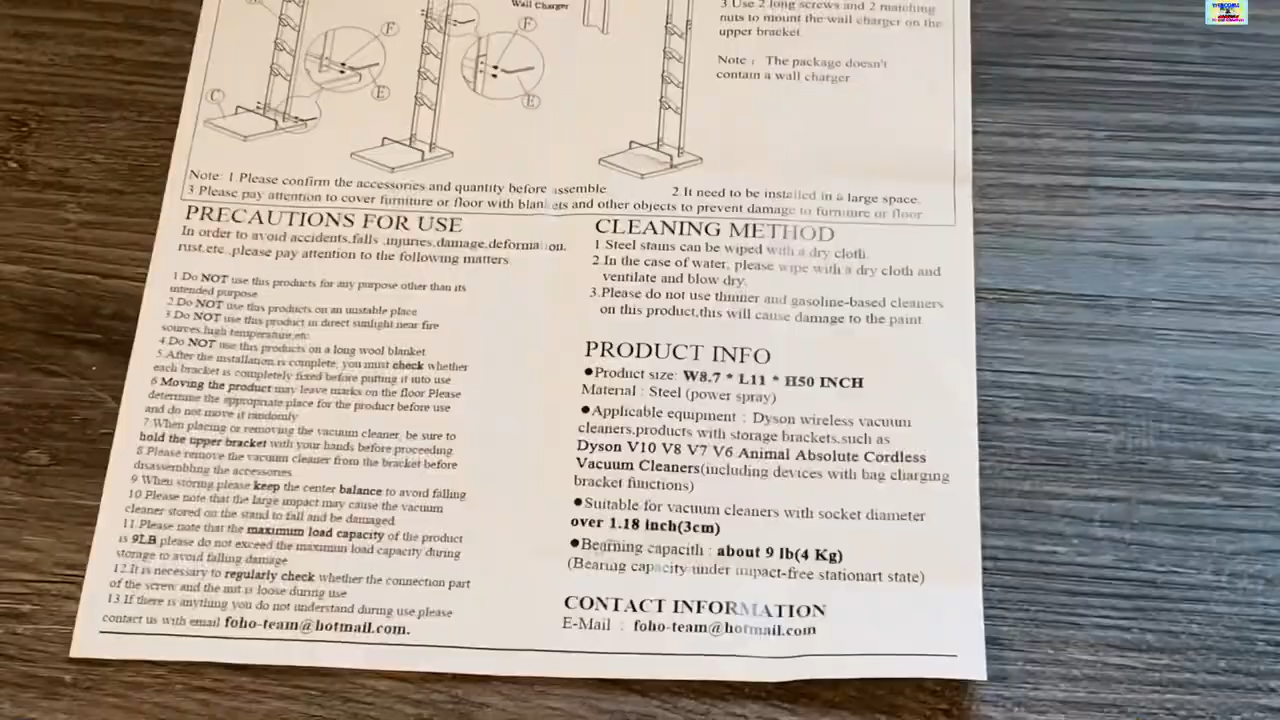 Wall Charger
3.Use 2 long screws and 2 matching
nuts to mount the wall charger on the
upper bracket
Note : The package doesn't
contain a wall charger
F
F
E
E
C
Note: 1 Please confirm the accessories and quantity before assemble. 2.It need to be installed in a large space.
3 Please pay attention to cover furniture or floor with blankets and other objects to prevent damage to furniture or floor
PRECAUTIONS FOR USE
In order to avoid accidents,falls ,injuries,damage,deformation,
rust,etc.,please pay attention to the following matters
1.Do NOT use this products for any purpose other than its
intended purpose
2.Do NOT use this products on an unstable place
3.Do NOT use this product in direct sunlight near fire
sources,high temperature,etc
4.Do NOT use this products on a long wool blanket
5.After the installation is complete, you must check whether
each bracket is completely fixed before putting it into use
6 Moving the product may leave marks on the floor Please
determine the appropriate place for the product before use
and do not move it randomly
7.When placing or removing the vacuum cleaner, be sure to
hold the upper bracket with your hands before proceeding
8.Please remove the vacuum cleaner from the bracket before
disassembling the accessories
9 When storing please keep the center balance to avoid falling
10 Please note that the large impact may cause the vacuum
cleaner stored on the stand to fall and be damaged
11.Please note that the maximum load capacity of the product
is 9LB please do not exceed the maximun load capacity during
storage to avoid falling damage
12.It is necessary to regularly check whether the connection part
of the screw and the nut is loose during use
13.If there is anything you do not understand during use,please
contact us with email foho-team@hotmail.com.
CLEANING METHOD
1 Steel stains can be wiped with a dry cloth.
2.In the case of water, please wipe with a dry cloth and
ventilate and blow dry.
3.Please do not use thinner and gasoline-based cleaners
on this product,this will cause damage to the paint
PRODUCT INFO
●Product size: W8.7 * L11 * H50 INCH
Material : Steel (power spray)
●Applicable equipment : Dyson wireless vacuum
cleaners,products with storage brackets,such as
Dyson V10 V8 V7 V6 Animal Absolute Cordless
Vacuum Cleaners(including devices with bag charging
bracket functions)
●Suitable for vacuum cleaners with socket diameter
over 1.18 inch(3cm)
●Bearning capacith : about 9 lb(4 Kg)
(Bearing capacity under impact-free stationart state)
CONTACT INFORMATION
E-Mail : foho-team@hotmail.com